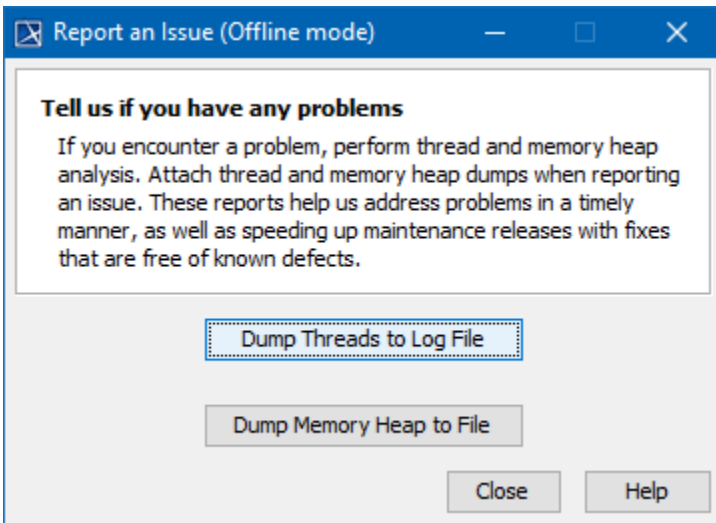 Report an Issue (Offline mode)
Tell us if you have any problems
If you encounter a problem, perform thread and memory heap
analysis. Attach thread and memory heap dumps when reporting
an issue. These reports help us address problems in a timely
manner, as well as speeding up maintenance releases with fixes
that are free of known defects.
Dump Threads to Log File
Dump Memory Heap to File
Close
Help